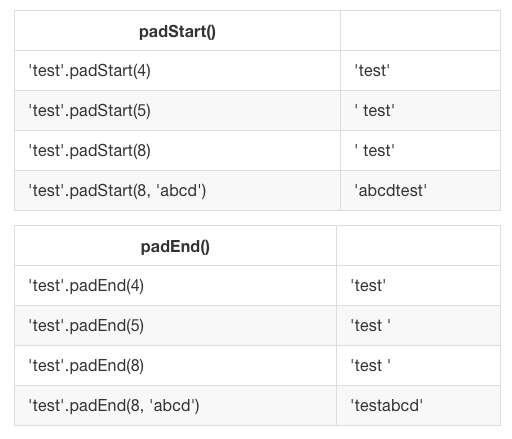 padStart()
'test'.padStart(4) 'test'
'test'.padStart(5) ' test'
'test'.padStart(8) ' test'
'test'.padStart(8, 'abcd') 'abcdtest'
padEnd()
'test'.padEnd(4) 'test'
'test'.padEnd(5) 'test '
'test'.padEnd(8) 'test '
'test'.padEnd(8, 'abcd') 'testabcd'